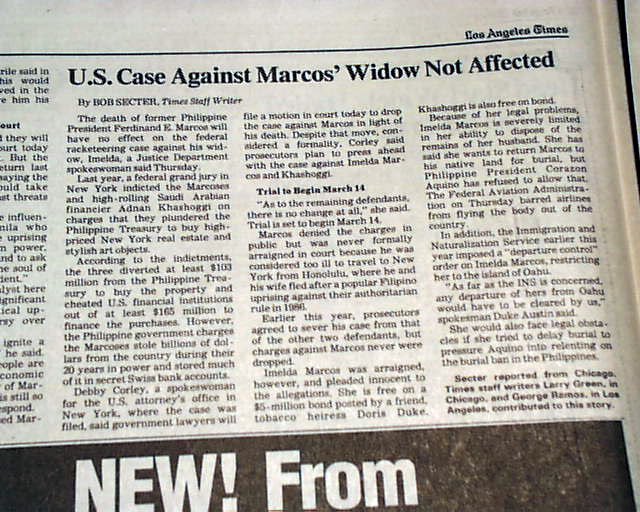 Los Angeles Times
U.S. Case Against Marcos' Widow Not Affected
By BOB SECTER, Times Staff Writer
The death of former Philippine
President Ferdinand E. Marcos will
have no effect on the federal
racketeering case against his wid-
ow, Imelda, a Justice Department
spokeswoman said Thursday.
Last year, a federal grand jury in
New York indicted the Marcoses
and high-rolling Saudi Arabian
financier Adnan Khashoggi on
charges that they plundered the
Philippine Treasury to buy high-
priced New York real estate and
stylish art objects.
According to the indictments,
the three diverted at least $103
million from the Philippine Trea-
sury to buy the property and
cheated U.S. financial institutions
out of at least $165 million to
finance the purchases. However,
the Philippine government charges
the Marcoses stole billions of dol-
lars from the country during their
20 years in power and stored much
of it in secret Swiss bank accounts.
Debby Corley, a spokeswoman
for the U.S. attorney's office in
New York, where the case was
filed, said government lawyers will
file a motion in court today to drop
the case against Marcos in light of
his death. Despite that move, con-
sidered a formality, Corley said
prosecutors plan to press ahead
with the case against Imelda Mar-
cos and Khashoggi.
Trial to Begin March 14
"As to the remaining defendants,
there is no change at all," she said.
Trial is set to begin March 14.
Marcos denied the charges in
public but was never formally
arraigned in court because he was
considered too ill to travel to New
York from Honolulu, where he and
his wife fled after a popular Filipino
uprising against their authoritarian
rule in 1986.
Earlier this year, prosecutors
agreed to sever his case from that
of the other two defendants, but
charges against Marcos never were
dropped.
Imelda Marcos was arraigned,
however, and pleaded innocent to
the allegations. She is free on a
$5-million bond posted by a friend,
tobacco heiress Doris Duke.
Khashoggi is also free on bond.
Because of her legal problems,
Imelda Marcos is severely limited
in her ability to dispose of the
remains of her husband. She has
said she wants to return Marcos to
his native land for burial, but
Philippine President Corazon
Aquino has refused to allow that.
The Federal Aviation Administra-
tion on Thursday barred airlines
from flying the body out of the
country.
In addition, the Immigration and
Naturalization Service earlier this
year imposed a "departure control"
order on Imelda Marcos, restricting
her to the island of Oahu.
"As far as the INS is concerned,
any departure of hers from Oahu
would have to be cleared by us,"
spokesman Duke Austin said.
She would also face legal obsta-
cles if she tried to delay burial to
pressure Aquino into relenting on
the burial ban in the Philippines.
Secter reported from Chicago.
Times staff writers Larry Green, in
Chicago, and George Ramos, in Los
Angeles, contributed to this story.
NEW! From